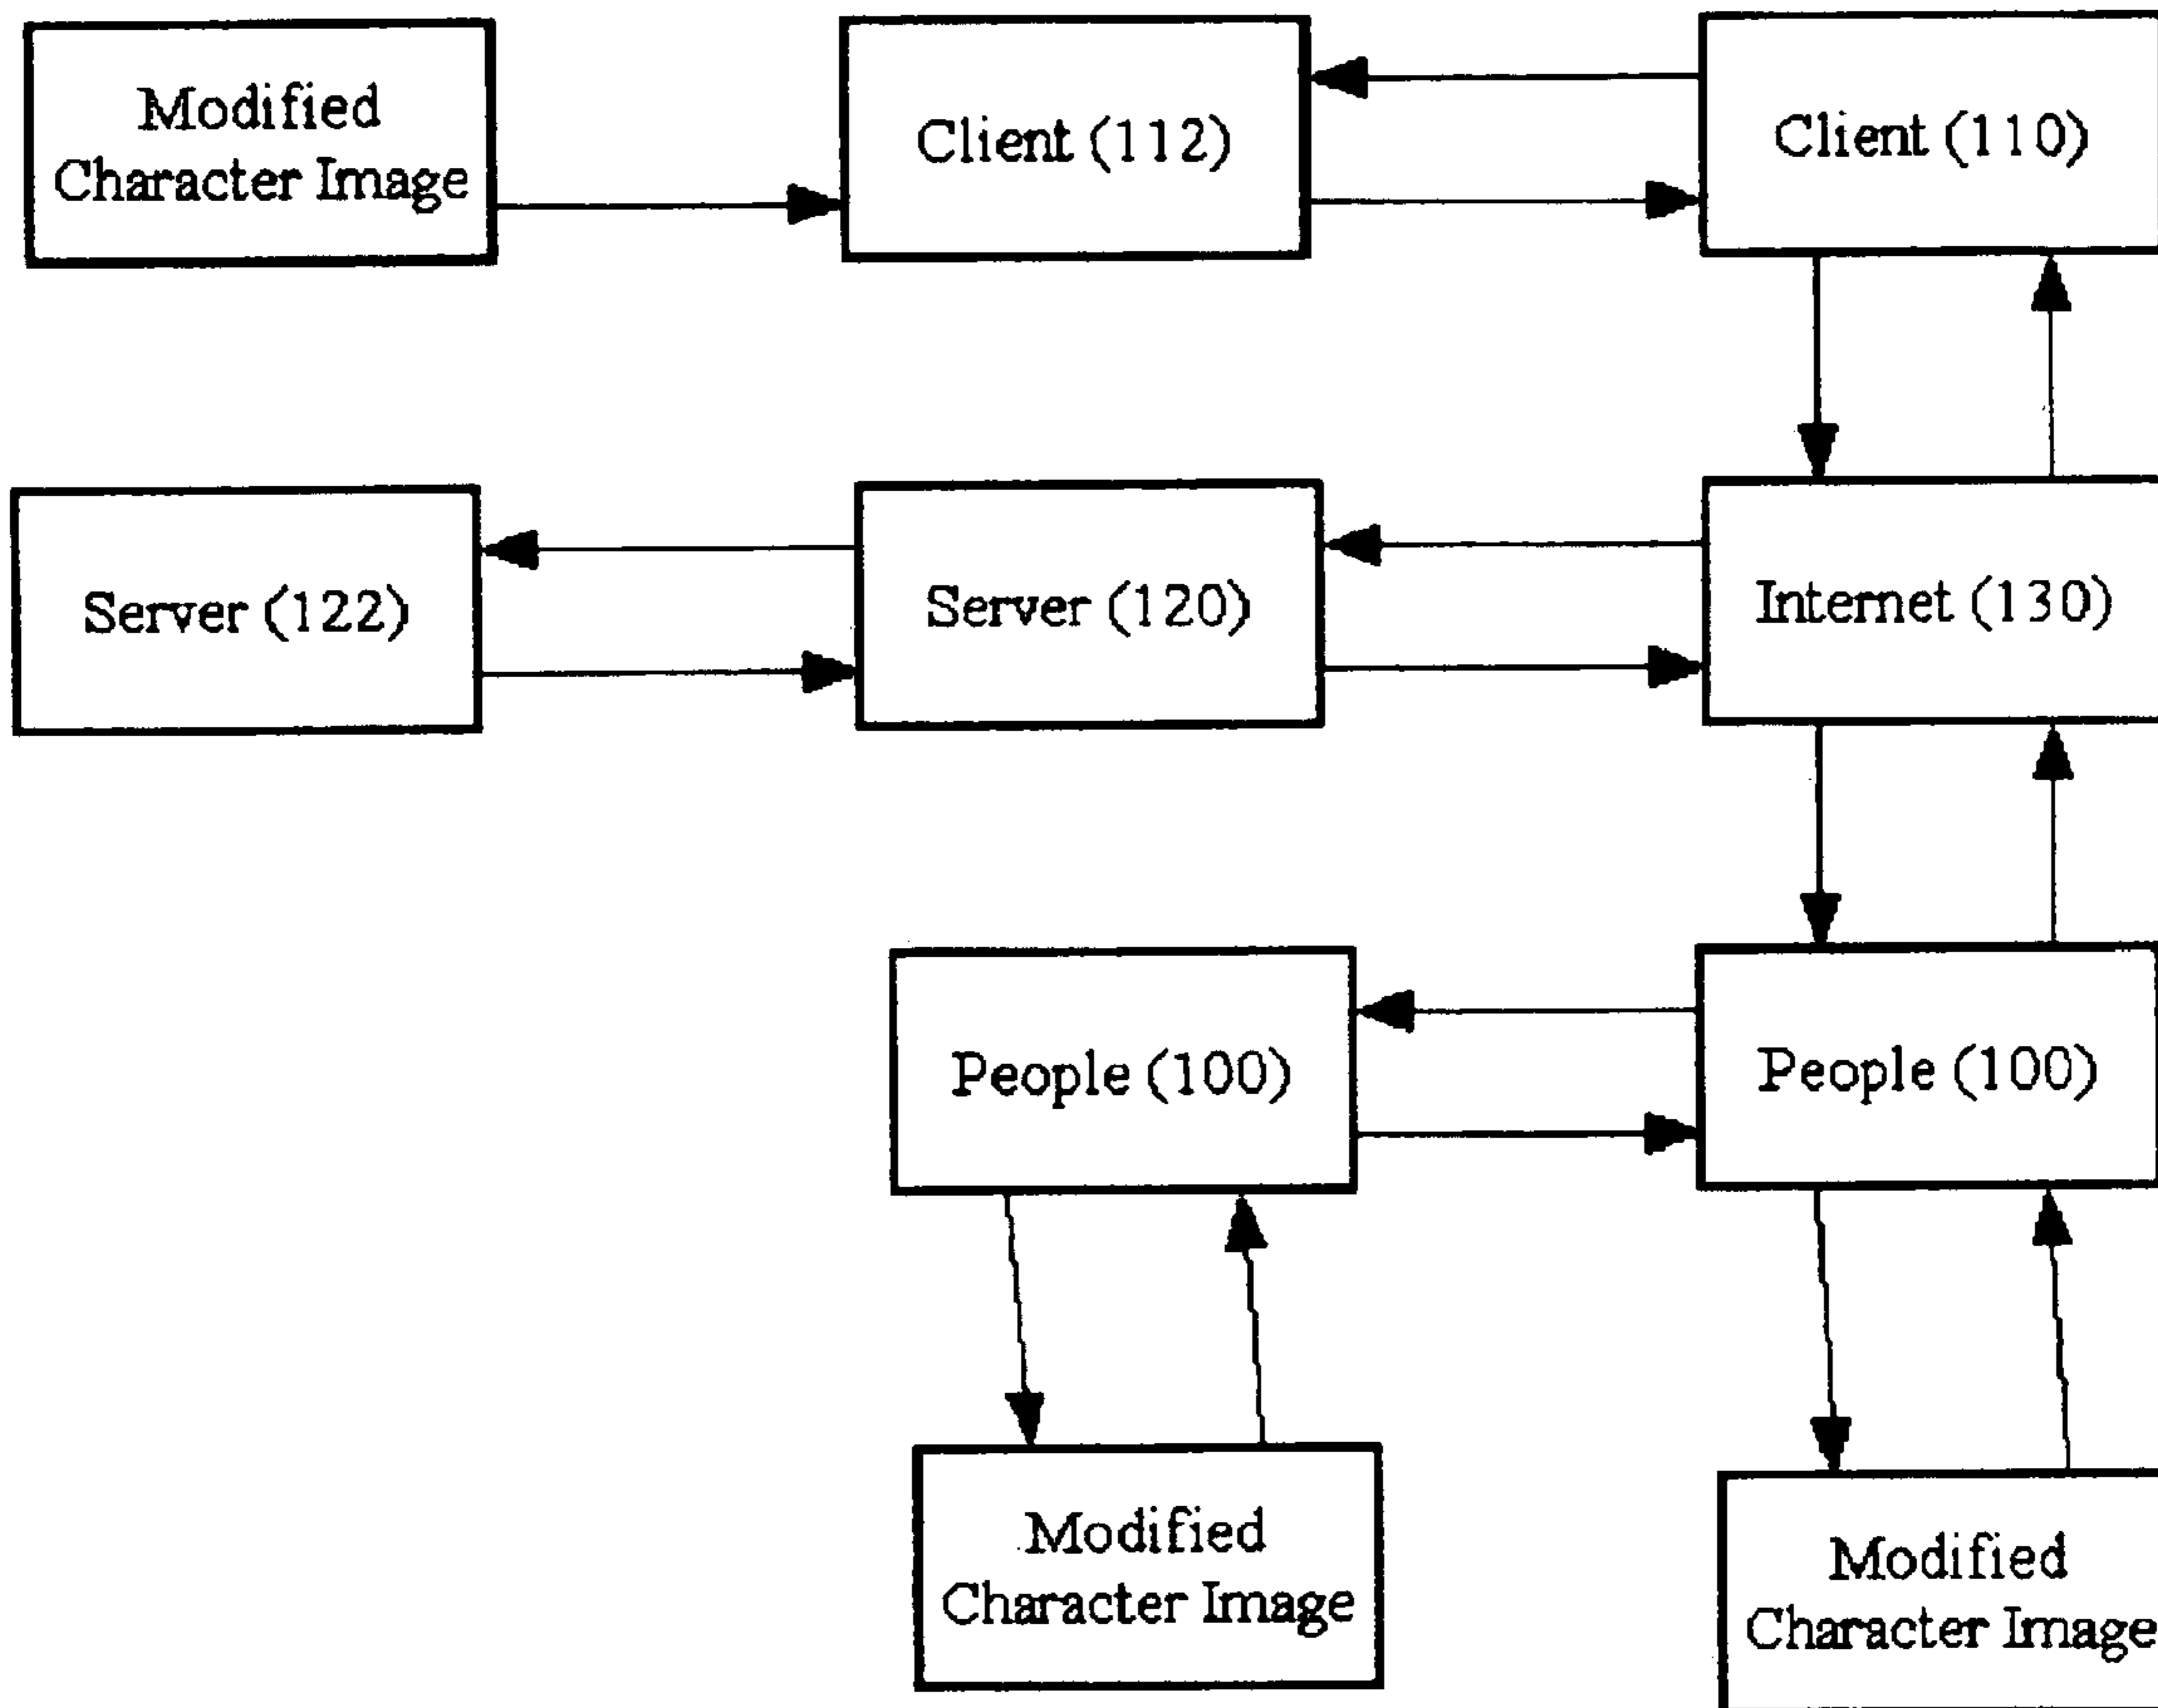 Modified
Character Image
Client (112)
Client (110)
Server (122)
Server (120)
Internet (130)
People (100)
People (100)
Modified
Character Image
Modified
Character Image